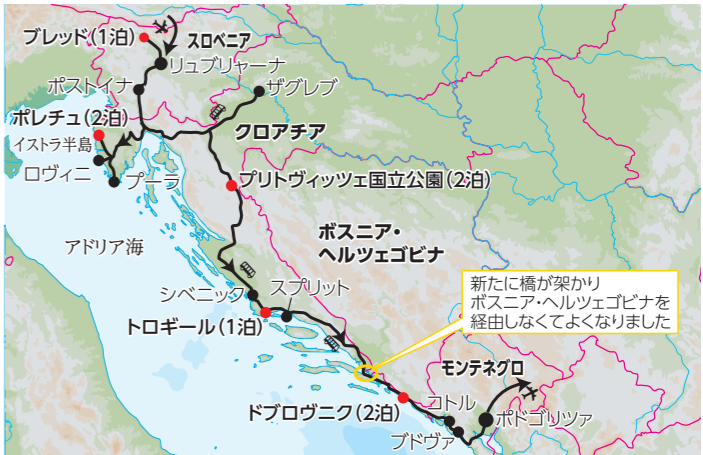 ブレッド(1泊)
スロベニア
リュブリャーナ
ポストイナ
ザグレブ
ポレチュ(2泊)
クロアチア
イストラ半島
ロヴィニ
プーラ
プリトヴィッツェ国立公園(2泊)
アドリア海
ボスニア・
ヘルツェゴビナ
シベニック
スプリット
トロギール(1泊)
新たに橋が架かり
ボスニア・ヘルツェゴビナを
経由しなくてよくなりました
モンテネグロ
ドブロヴニク(2泊)
コトル
ポドゴリツァ
ブドヴァ